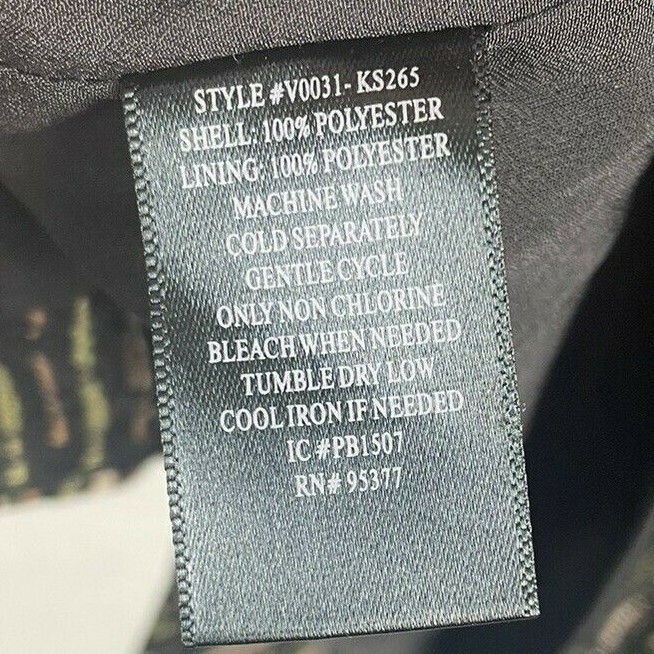 STYLE #V0031-KS265
SHELL: 100% POLYESTER
LINING: 100% POLYESTER
MACHINE WASH
COLD SEPARATELY
GENTLE CYCLE
ONLY NON CHLORINE
BLEACH WHEN NEEDED
TUMBLE DRY LOW
COOL IRON IF NEEDED
IC #PB1507
RN# 95377